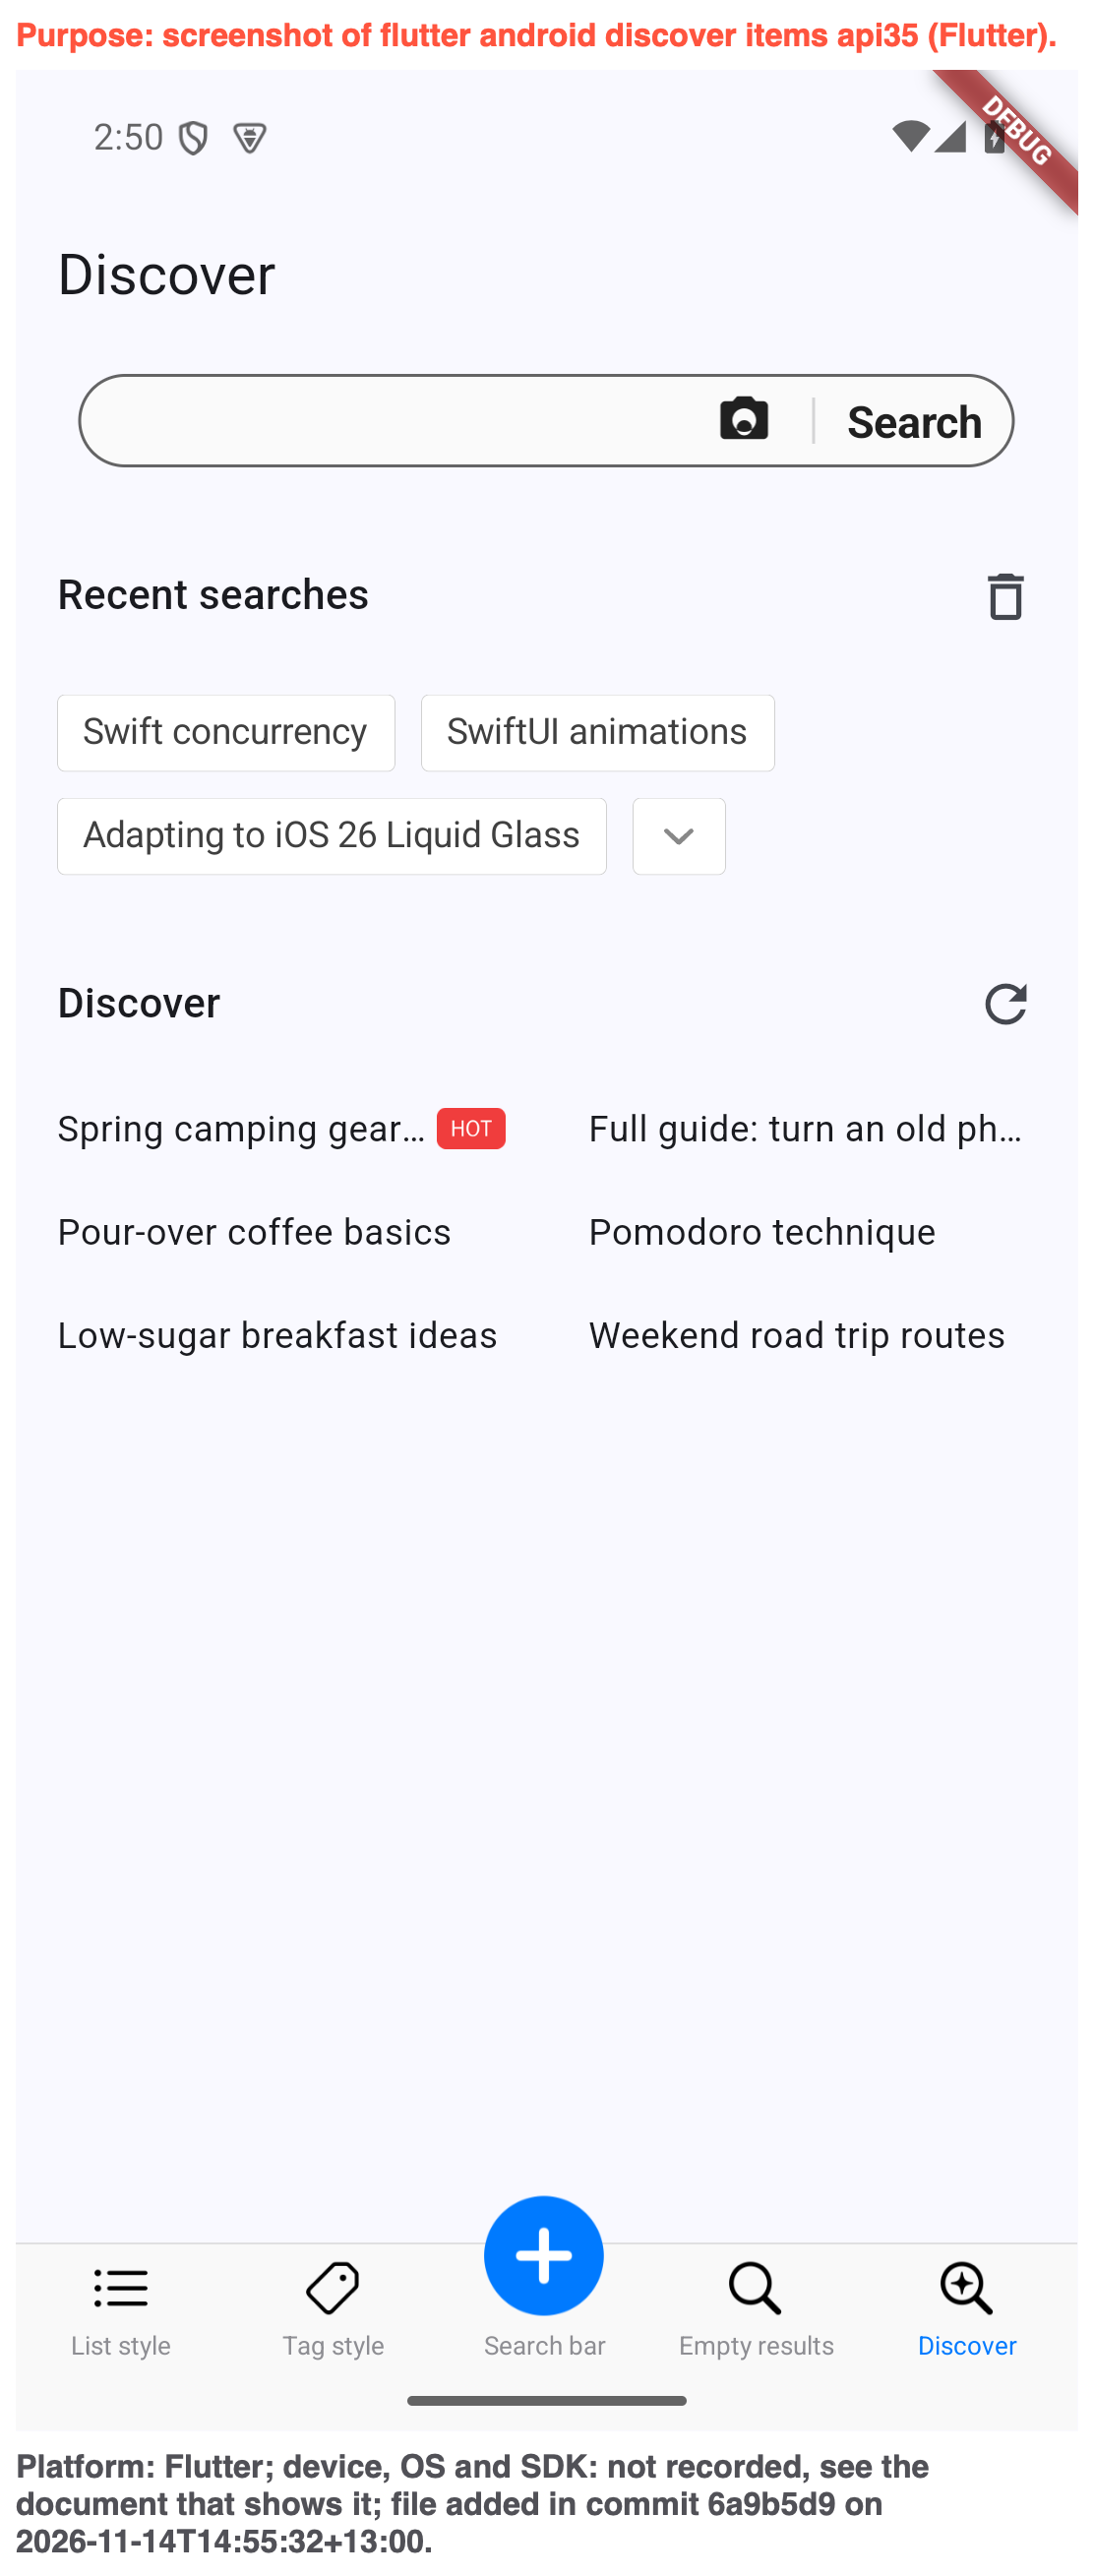 Purpose: screenshot of flutter android discover items api35 (Flutter).
2:50
DEBUG
Discover
Search
Recent searches
Swift concurrency
SwiftUI animations
Adapting to iOS 26 Liquid Glass
Discover
Spring camping gear... HOT
Full guide: turn an old ph...
Pour-over coffee basics
Pomodoro technique
Low-sugar breakfast ideas
Weekend road trip routes
List style
Tag style
Search bar
Empty results
Discover
Platform: Flutter; device, OS and SDK: not recorded, see the
document that shows it; file added in commit 6a9b5d9 on
2026-11-14T14:55:32+13:00.